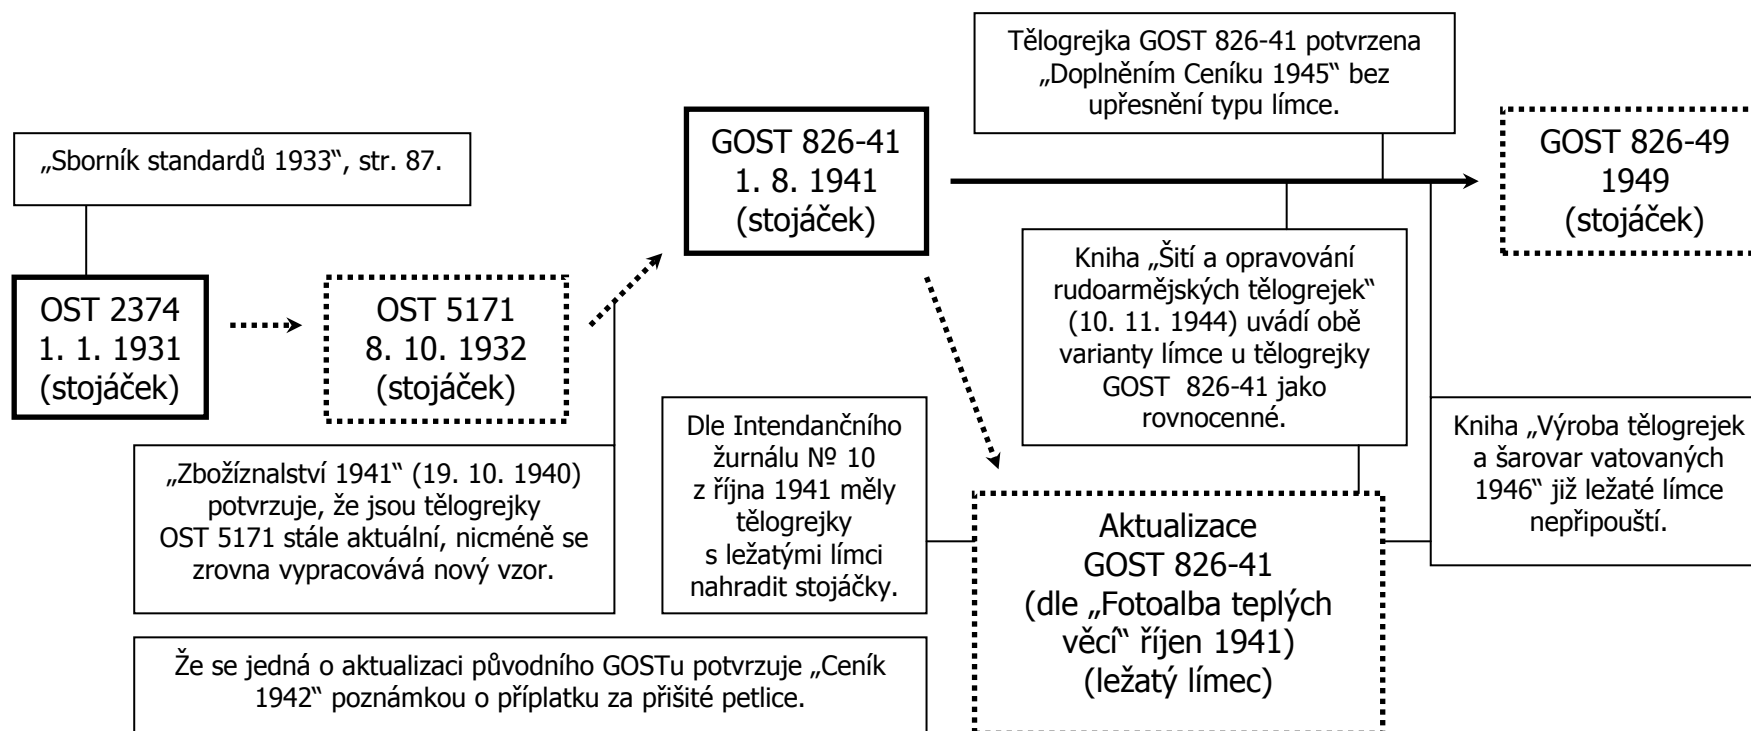 Tělogrejka GOST 826-41 potvrzena
„Doplněním Ceníku 1945“ bez
upřesnění typu límce.
„Sborník standardů 1933“, str. 87.
GOST 826-41
1. 8. 1941
(stojáček)
GOST 826-49
1949
(stojáček)
OST 2374
1. 1. 1931
(stojáček)
OST 5171
8. 10. 1932
(stojáček)
Kniha „Šití a opravování
rudoarmějských tělogrejek“
(10. 11. 1944) uvádí obě
varianty límce u tělogrejky
GOST  826-41 jako
rovnocenné.
„Zbožíznalství 1941“ (19. 10. 1940)
potvrzuje, že jsou tělogrejky
OST 5171 stále aktuální, nicméně se
zrovna vypracovává nový vzor.
Dle Intendančního
žurnálu № 10
z října 1941 měly
tělogrejky
s ležatými límci
nahradit stojáčky.
Kniha „Výroba tělogrejek
a šarovar vatovaných
1946“ již ležaté límce
nepřipouští.
Aktualizace
GOST 826-41
(dle „Fotoalba teplých
věcí“ říjen 1941)
(ležatý límec)
Že se jedná o aktualizaci původního GOSTu potvrzuje „Ceník
1942“ poznámkou o příplatku za přišité petlice.